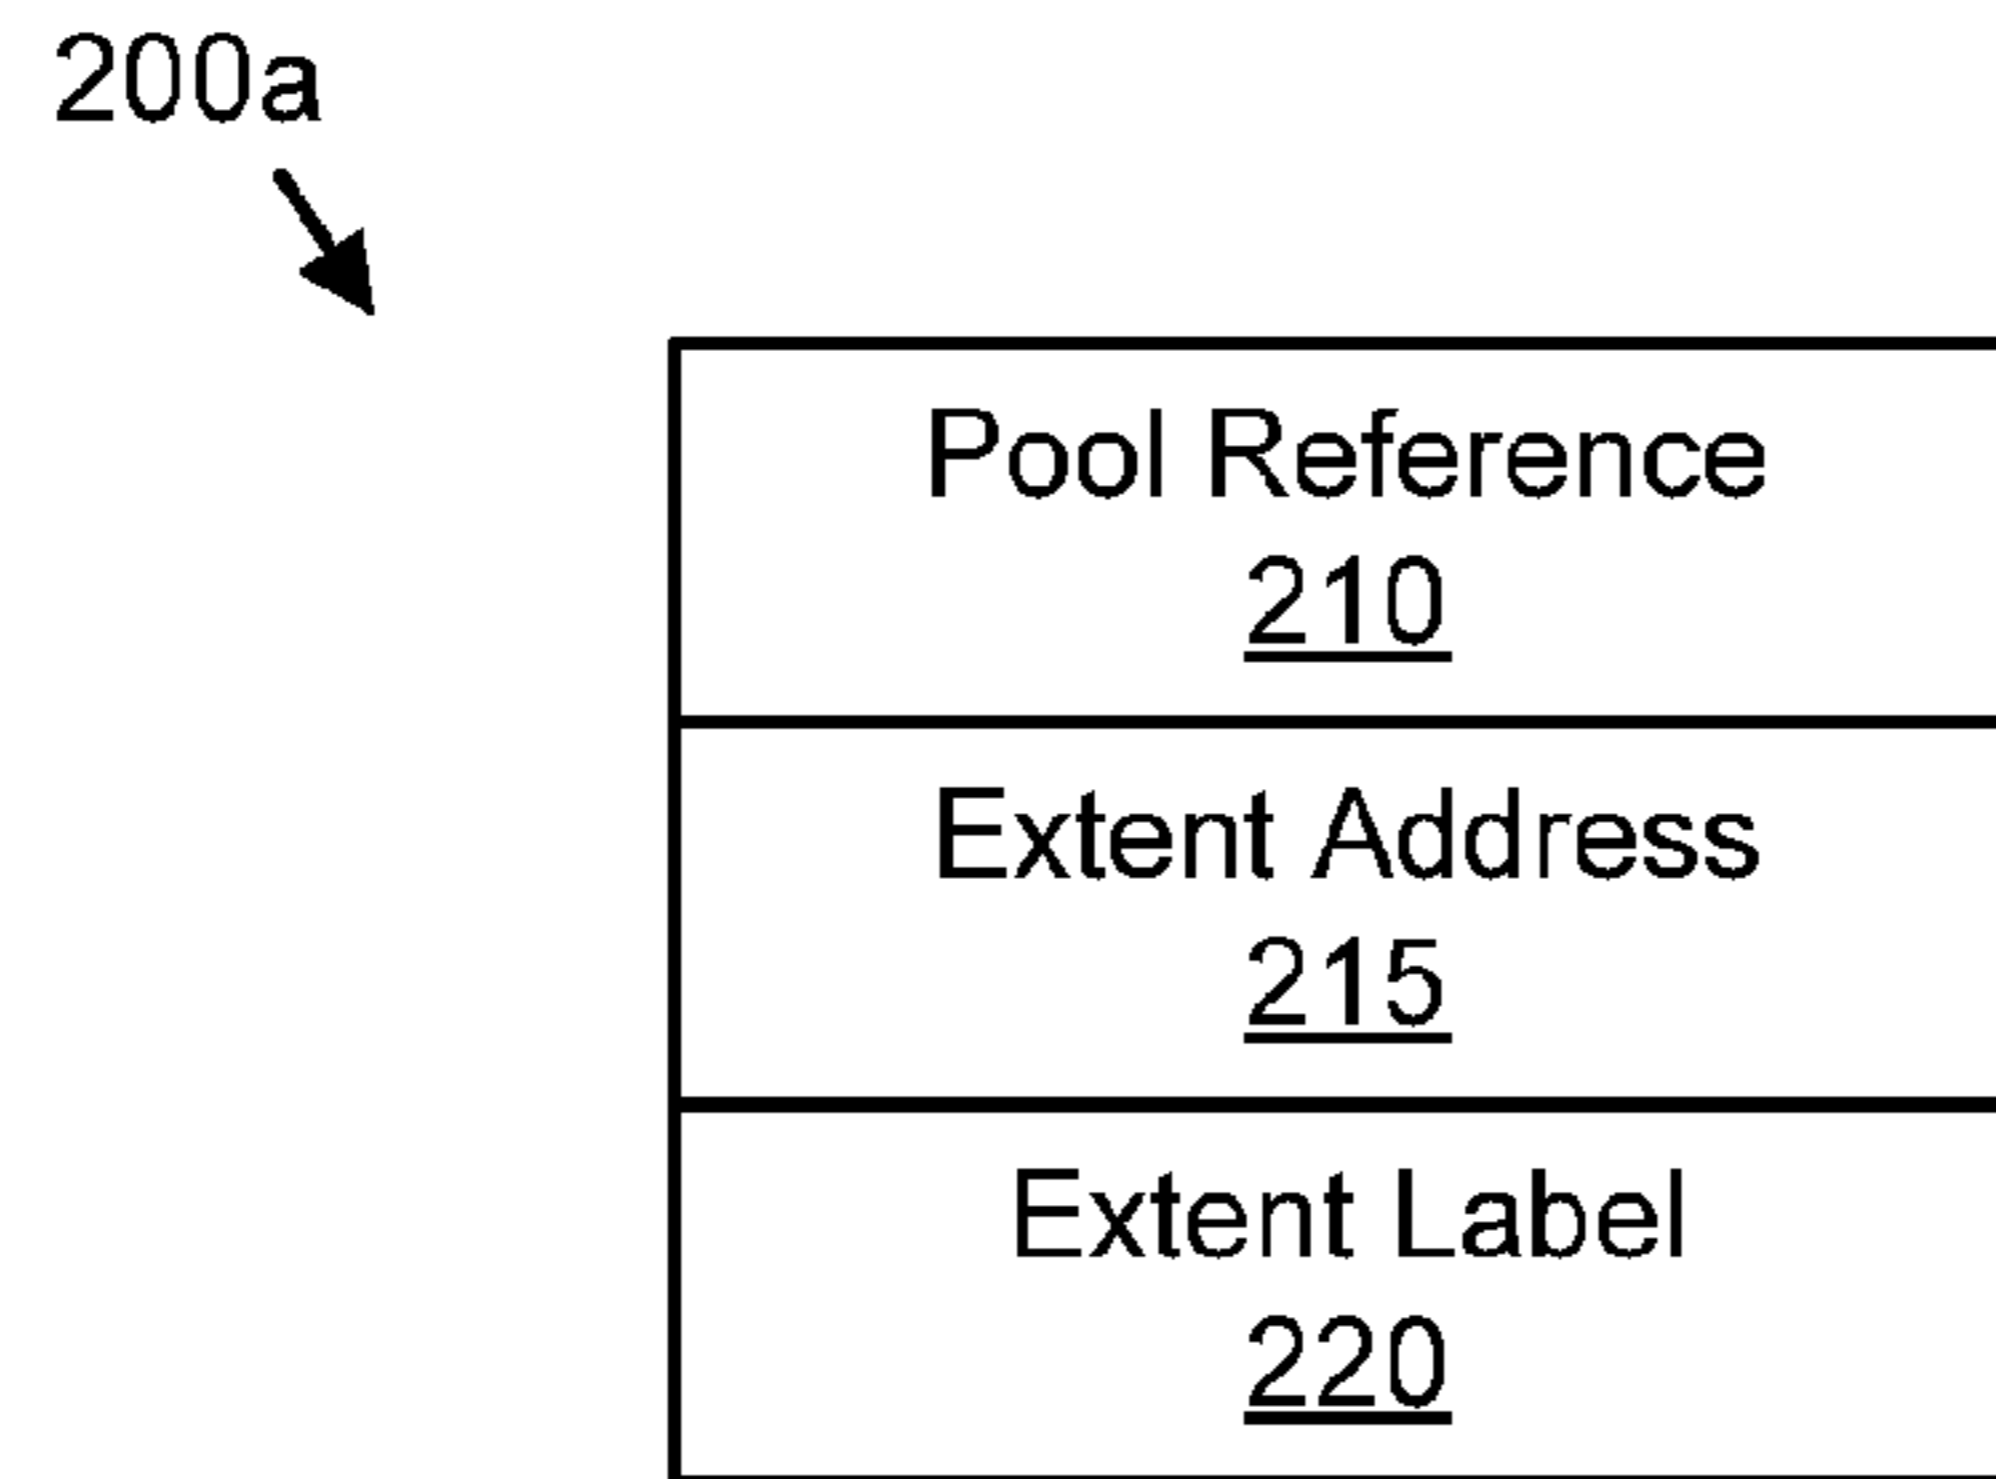 200a
Pool Reference
210
Extent Address
215
Extent Label
220